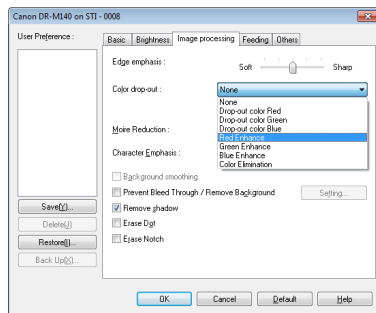 Canon DR-M140 on STI - 0008
User Preference :
Basic Brightness Image processing Feeding Others
Edge emphasis :
Soft Sharp
Color drop-out :
None
None
Drop-out color Red
Drop-out color Green
Drop-out color Blue
Red Enhance
Green Enhance
Blue Enhance
Color Elimination
Moire Reduction :
Character Emphasis :
Background smoothing
Prevent Bleed Through / Remove Background
Setting...
Remove shadow
Erase Dot
Erase Notch
Save(Y)...
Delete(J)
Restore(I)...
Back Up(X)...
OK Cancel Default Help